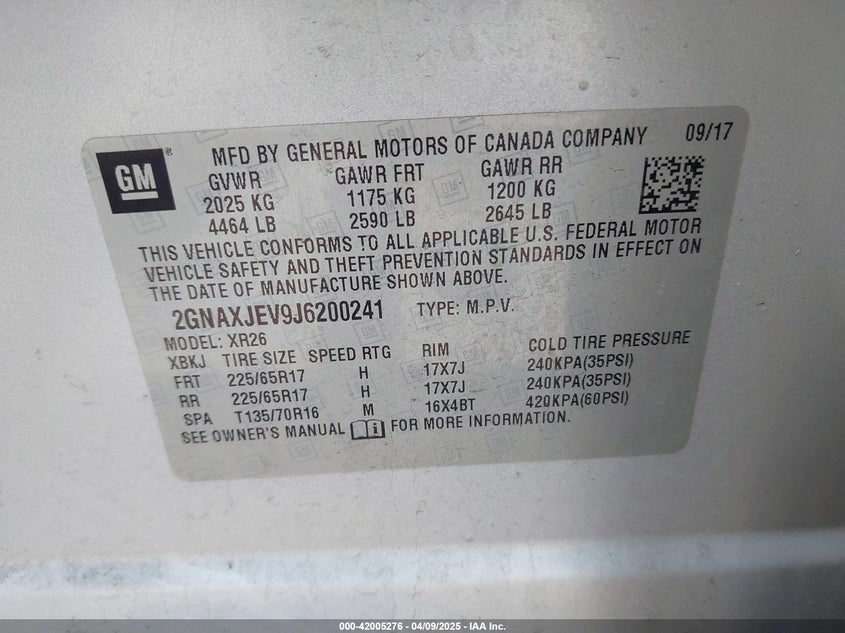 GM ® MFD BY GENERAL MOTORS OF CANADA COMPANY 09/17
GVWR GAWR FRT GAWR RR
2025 KG 1175 KG 1200 KG
4464 LB 2590 LB 2645 LB
THIS VEHICLE CONFORMS TO ALL APPLICABLE U.S. FEDERAL MOTOR
VEHICLE SAFETY AND THEFT PREVENTION STANDARDS IN EFFECT ON
THE DATE OF MANUFACTURE SHOWN ABOVE.
2GNAXJEV9J6200241 TYPE: M.P.V.
MODEL: XR26
XBKJ TIRE SIZE SPEED RTG RIM COLD TIRE PRESSURE
FRT 225/65R17 H 17X7J 240KPA(35PSI)
RR 225/65R17 H 17X7J 240KPA(35PSI)
SPA T135/70R16 M 16X4BT 420KPA(60PSI)
SEE OWNER'S MANUAL FOR MORE INFORMATION.
000-42005276 - 04/09/2025 - IAA Inc.